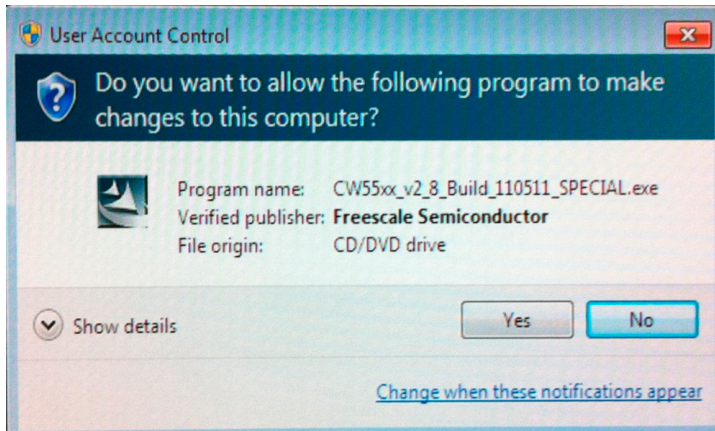 User Account Control
Do you want to allow the following program to make
changes to this computer?
Program name: CW55xx_v2_8_Build_110511_SPECIAL.exe
Verified publisher: Freescale Semiconductor
File origin: CD/DVD drive
Show details
Yes No
Change when these notifications appear